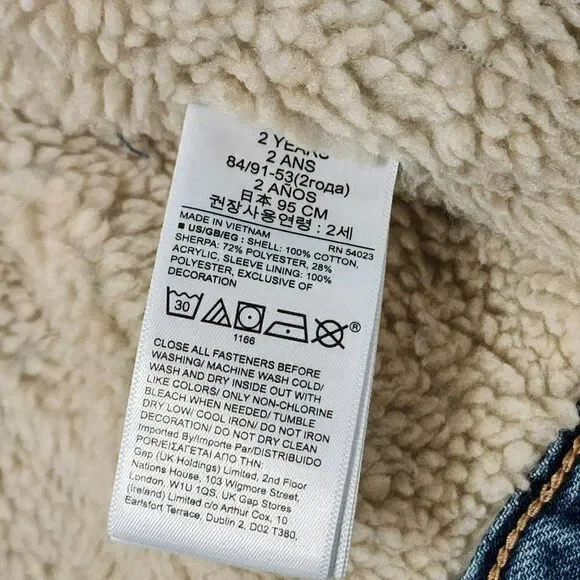 2 YEARS
2 ANS
84/91-53(2года)
2 AÑOS
日本 95 CM
권장사용연령 : 2세
MADE IN VIETNAM RN 54023
■ US/GB/EG : SHELL: 100% COTTON,
SHERPA: 72% POLYESTER, 28%
ACRYLIC, SLEEVE LINING: 100%
POLYESTER, EXCLUSIVE OF
DECORATION
30 ®
1166
CLOSE ALL FASTENERS BEFORE
WASHING/ MACHINE WASH COLD/
WASH AND DRY INSIDE OUT WITH
LIKE COLORS/ ONLY NON-CHLORINE
BLEACH WHEN NEEDED/ TUMBLE
DRY LOW/ COOL IRON/ DO NOT IRON
DECORATION/ DO NOT DRY CLEAN
Imported By/Importe Par/DISTRIBUIDO
POR/ΕΙΣΑΓΕΤΑΙ ΑΠΟ ΤΗΝ:
Gap (UK Holdings) Limited, 2nd Floor
Nations House, 103 Wigmore Street,
London, W1U 1QS, UK Gap Stores
(Ireland) Limited c/o Arthur Cox, 10
Earlsfort Terrace, Dublin 2, D02 T380,